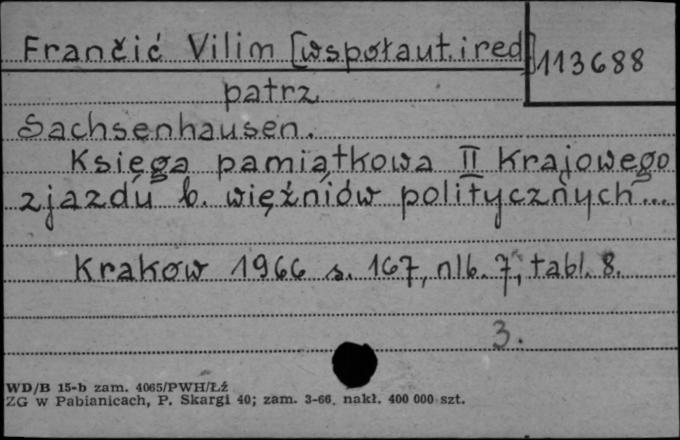 Frančić Vilim [współaut. i red]
113688
patrz
Sachsenhausen.
Księga pamiątkowa II Krajowego
zjazdu b. więźniów politycznych...
Kraków 1966 s. 167, nlb. 7, tabl. 8.
3.
WD/B 15-b zam. 4065/PWH/Łź
ZG w Pabianicach, P. Skargi 40; zam. 3-66, nakł. 400 000 szt.